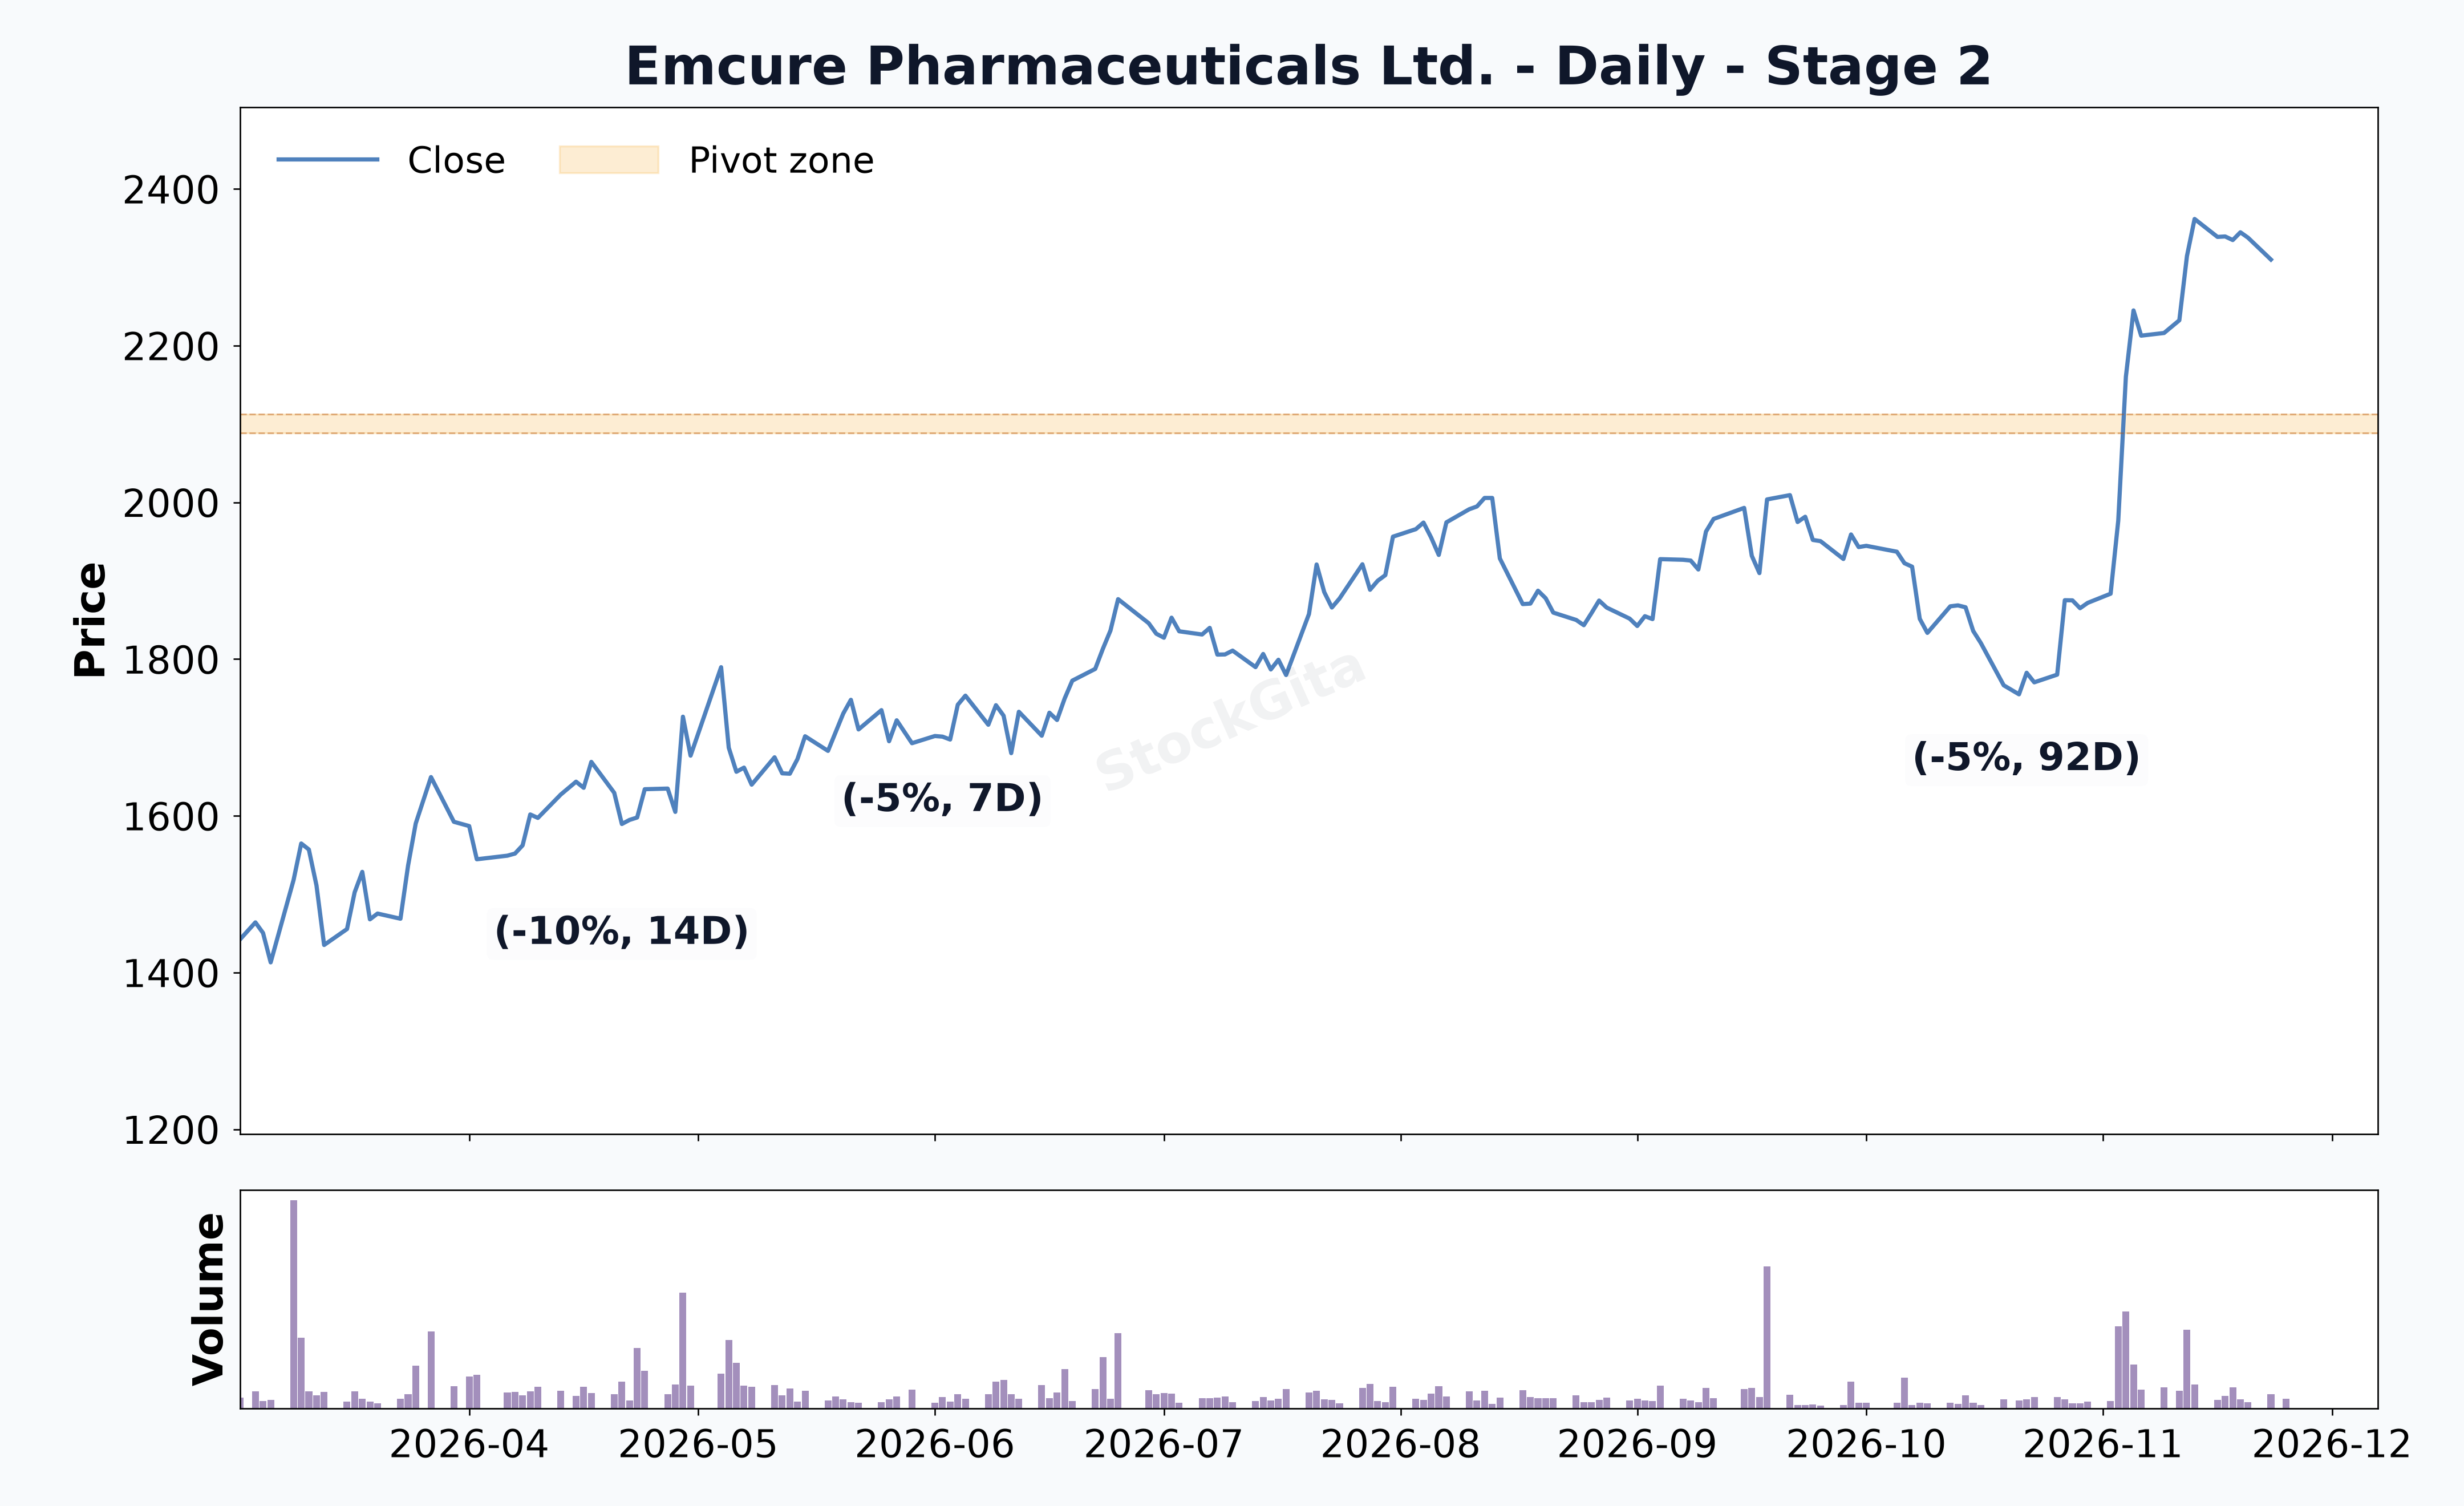 Emcure Pharmaceuticals Ltd. - Daily - Stage 2
Close
Pivot zone
2400
2200
2000
1800
1600
1400
1200
Price
StockGita
(-5%, 92D)
(-5%, 7D)
(-10%, 14D)
Volume
2026-04
2026-05
2026-06
2026-07
2026-08
2026-09
2026-10
2026-11
2026-12